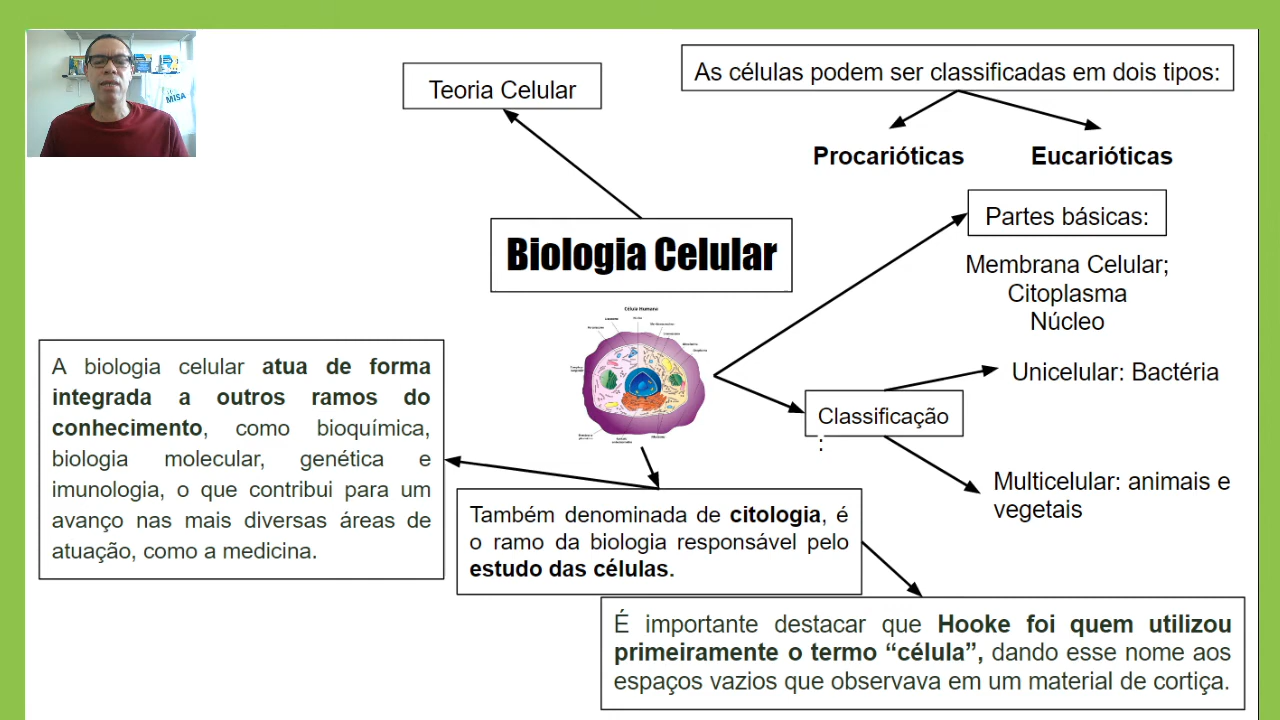 MISA
Teoria Celular
As células podem ser classificadas em dois tipos:
Procarióticas
Eucarióticas
Biologia Celular
Partes básicas:
Membrana Celular;
Citoplasma
Núcleo
Célula Humana
Unicelular: Bactéria
Classificação
:
Multicelular: animais e
vegetais
A biologia celular atua de forma
integrada a outros ramos do
conhecimento, como bioquímica,
biologia molecular, genética e
imunologia, o que contribui para um
avanço nas mais diversas áreas de
atuação, como a medicina.
Também denominada de citologia, é
o ramo da biologia responsável pelo
estudo das células.
É importante destacar que Hooke foi quem utilizou
primeiramente o termo “célula”, dando esse nome aos
espaços vazios que observava em um material de cortiça.